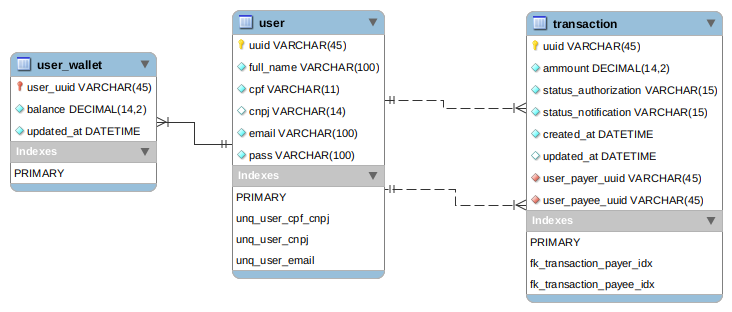 user_wallet
user_uuid VARCHAR(45)
balance DECIMAL(14,2)
updated_at DATETIME
Indexes
PRIMARY
user
uuid VARCHAR(45)
full_name VARCHAR(100)
cpf VARCHAR(11)
cnpj VARCHAR(14)
email VARCHAR(100)
pass VARCHAR(100)
Indexes
PRIMARY
unq_user_cpf_cnpj
unq_user_cnpj
unq_user_email
transaction
uuid VARCHAR(45)
ammount DECIMAL(14,2)
status_authorization VARCHAR(15)
status_notification VARCHAR(15)
created_at DATETIME
updated_at DATETIME
user_payer_uuid VARCHAR(45)
user_payee_uuid VARCHAR(45)
Indexes
PRIMARY
fk_transaction_payer_idx
fk_transaction_payee_idx